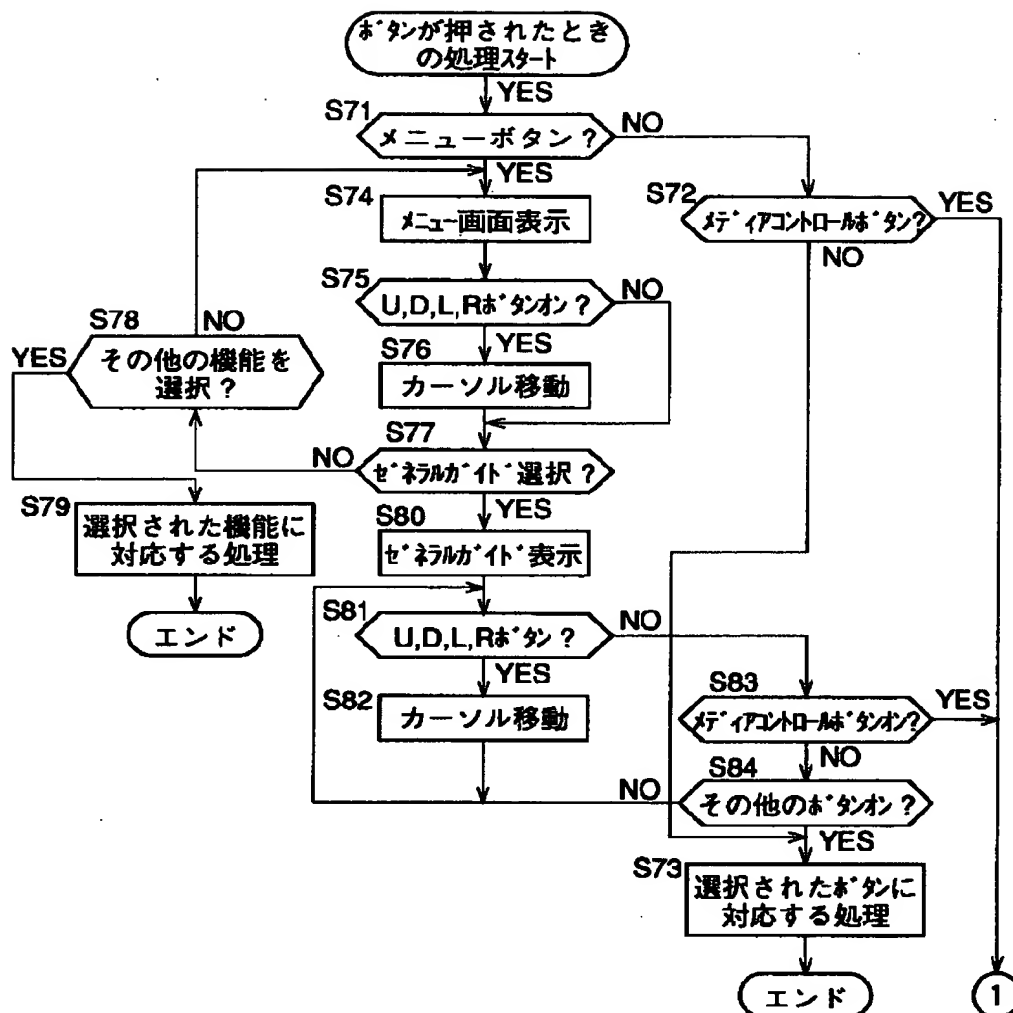 ボタンが押されたとき
の処理スタート
YES
S71
メニューボタン？
NO
YES
S74
メニュー画面表示
S72
メディアコントロールボタン？
YES
NO
S75
U,D,L,Rボタンオン？
NO
YES
S78
NO
YES
その他の機能を
選択？
S76
カーソル移動
S77
NO
ゼネラルガイド選択？
YES
S79
選択された機能に
対応する処理
エンド
S80
ゼネラルガイド表示
S81
U,D,L,Rボタン？
NO
YES
S82
カーソル移動
S83
メディアコントロールボタンオン？
YES
NO
S84
NO
その他のボタンオン？
YES
S73
選択されたボタンに
対応する処理
エンド
1